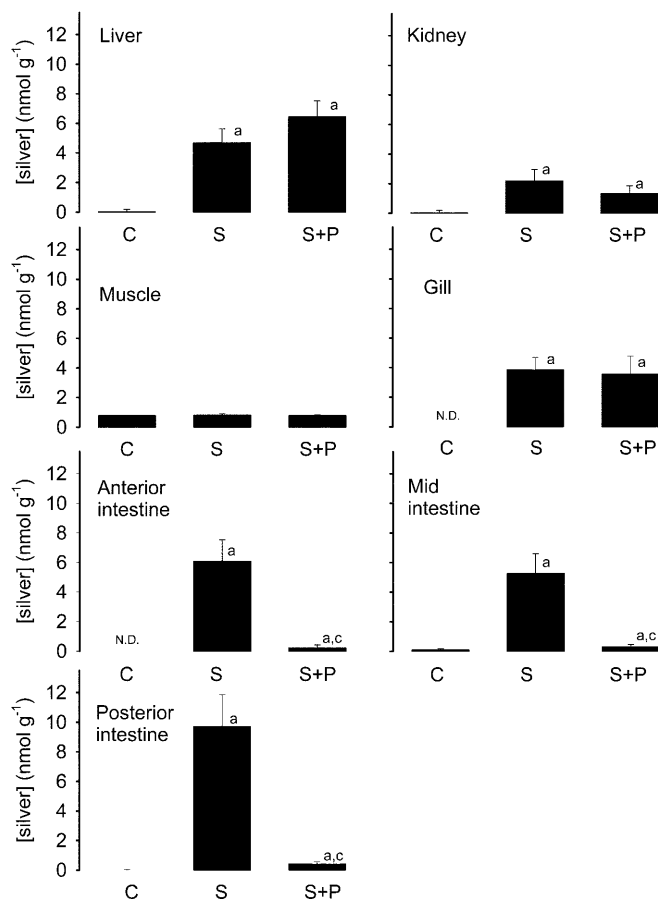 Liver
Kidney
[silver] (nmol g-1)
12
10
8
6
4
2
0
a
a
a
a
C
S
S+P
C
S
S+P
Muscle
Gill
[silver] (nmol g-1)
12
10
8
6
4
2
0
a
a
N.D.
C
S
S+P
C
S
S+P
Anterior
intestine
Mid
intestine
[silver] (nmol g-1)
12
10
8
6
4
2
0
a
a
N.D.
a,c
a,c
C
S
S+P
C
S
S+P
Posterior
intestine
[silver] (nmol g-1)
12
10
8
6
4
2
0
a
a,c
C
S
S+P